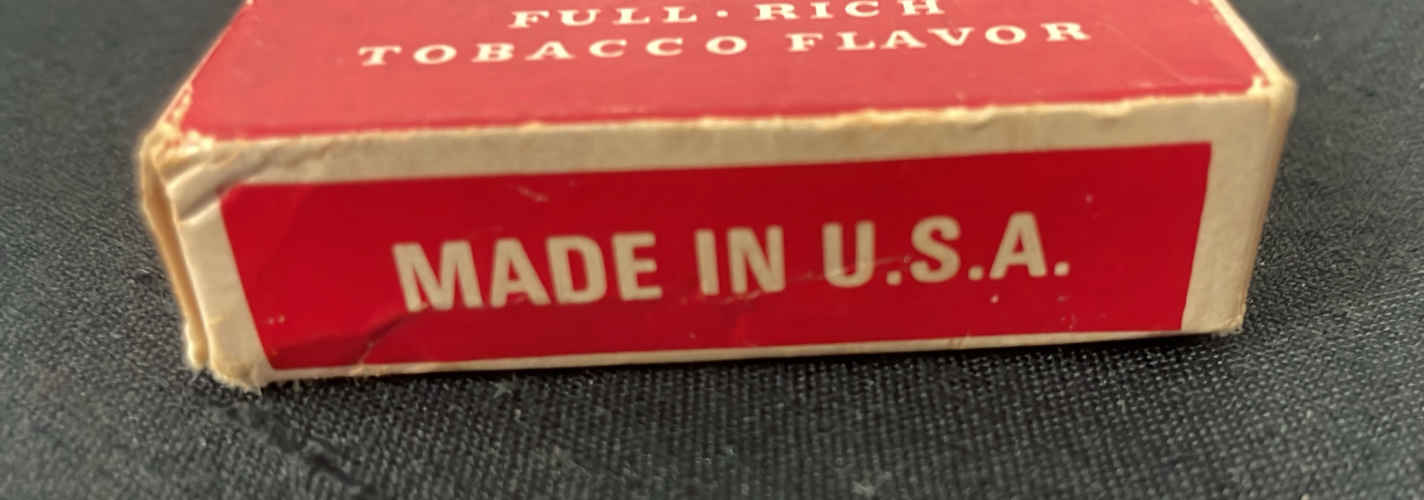 FULL · RICH
TOBACCO FLAVOR
MADE IN U.S.A.